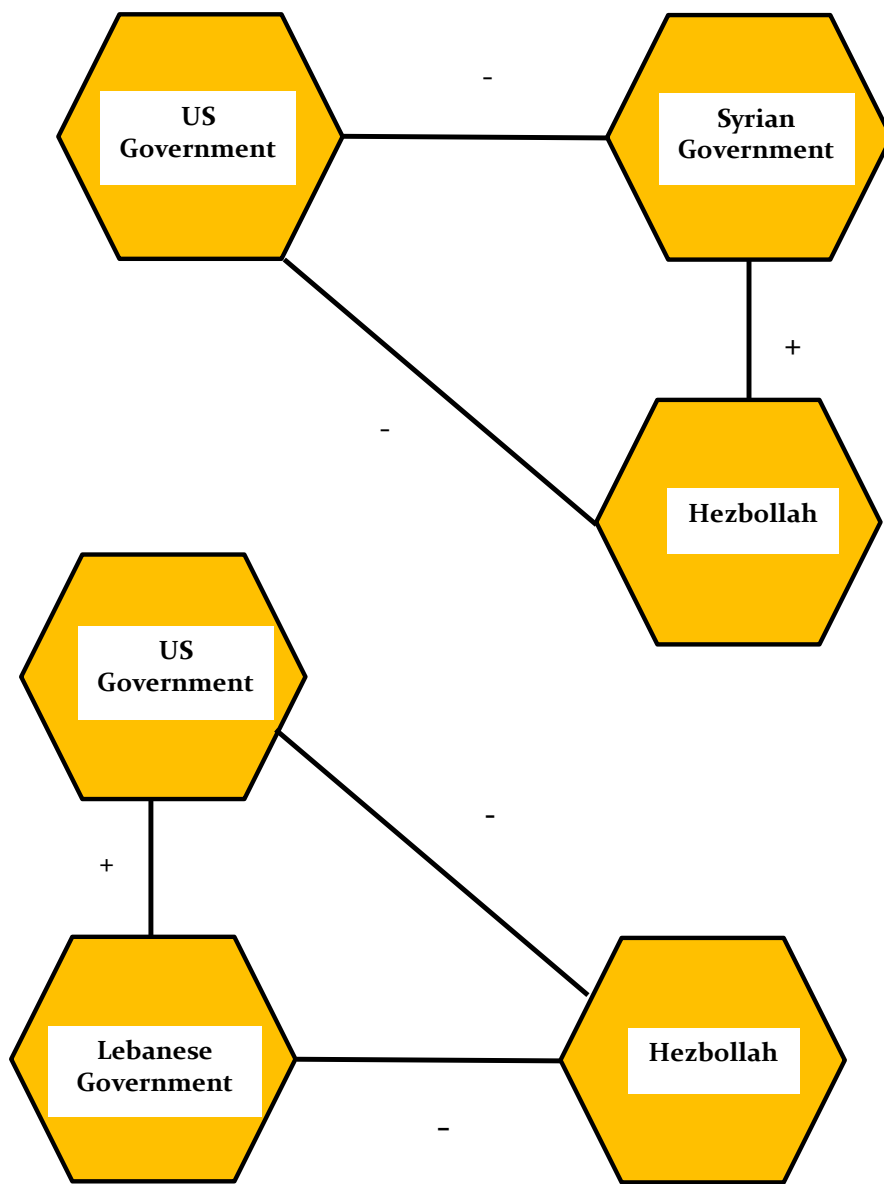 -
US
Government
Syrian
Government
+
-
Hezbollah
US
Government
-
+
Lebanese
Government
Hezbollah
-